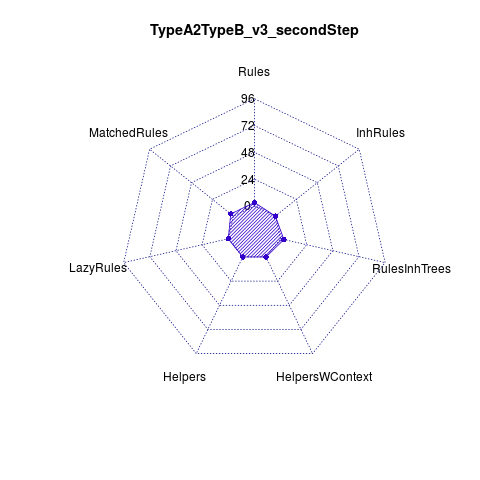 TypeA2TypeB_v3_secondStep
Rules
96
MatchedRules
InhRules
72
48
24
0
LazyRules
RulesInhTrees
Helpers
HelpersWContext